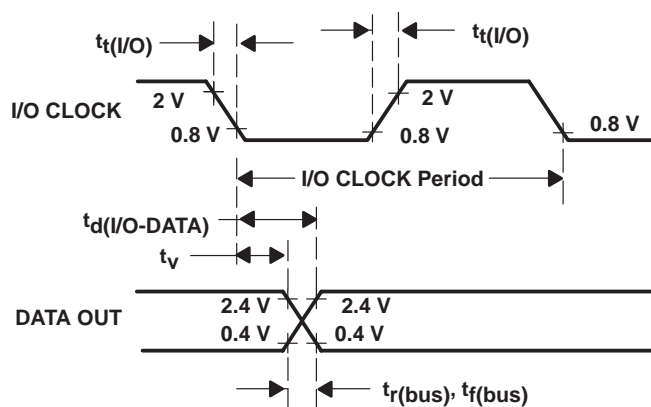 tt(I/O) tt(I/O)
I/O CLOCK 2 V 2 V
0.8 V 0.8 V 0.8 V
I/O CLOCK Period
td(I/O-DATA)
tv
DATA OUT 2.4 V 2.4 V
0.4 V 0.4 V
tr(bus), tf(bus)